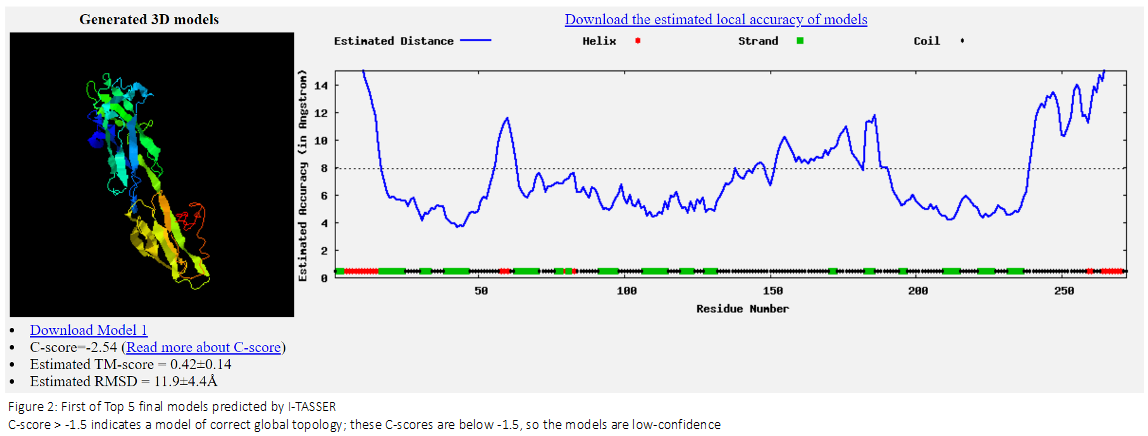 Generated 3D models
Download the estimated local accuracy of models
Estimated Distance Helix Strand Coil
Estimated Accuracy (in Angstrom)
14
12
10
8
6
4
2
0
50 100 150 200 250
Residue Number
• Download Model 1
• C-score=-2.54 (Read more about C-score)
• Estimated TM-score = 0.42±0.14
• Estimated RMSD = 11.9±4.4Å
Figure 2: First of Top 5 final models predicted by I-TASSER
C-score > -1.5 indicates a model of correct global topology; these C-scores are below -1.5, so the models are low-confidence